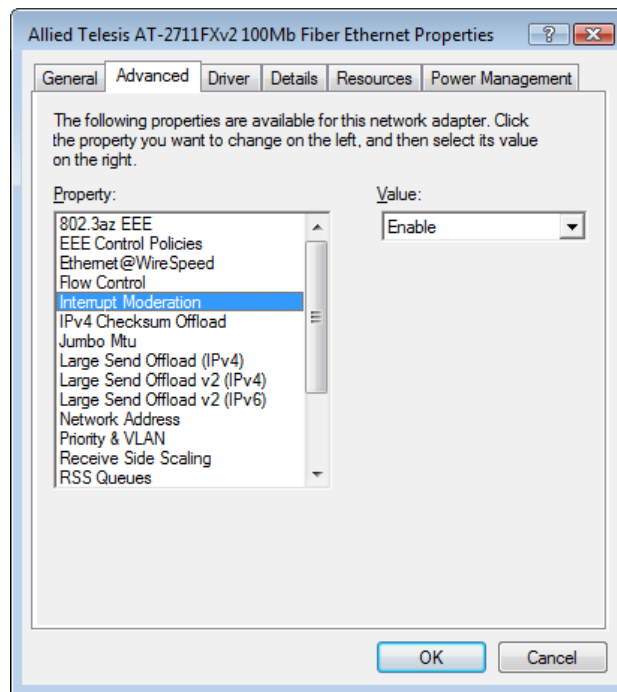 Allied Telesis AT-2711FXv2 100Mb Fiber Ethernet Properties
General Advanced Driver Details Resources Power Management
The following properties are available for this network adapter. Click
the property you want to change on the left, and then select its value
on the right.
Property:
Value:
802.3az EEE
EEE Control Policies
Ethernet@WireSpeed
Flow Control
Interrupt Moderation
IPv4 Checksum Offload
Jumbo Mtu
Large Send Offload (IPv4)
Large Send Offload v2 (IPv4)
Large Send Offload v2 (IPv6)
Network Address
Priority & VLAN
Receive Side Scaling
RSS Queues
Enable
OK
Cancel